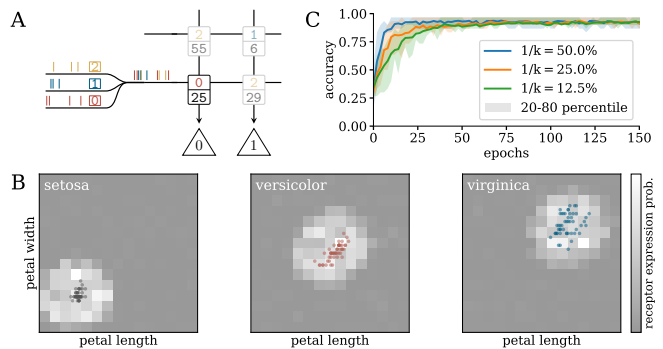 A
2
55
1
6
2
1
0
0
25
2
29
0
1
C
1.00
0.75
0.50
0.25
0.00
accuracy
1/k = 50.0%
1/k = 25.0%
1/k = 12.5%
20-80 percentile
0 25 50 75 100 125 150
epochs
B
setosa
versicolor
virginica
petal width
petal length
petal length
petal length
receptor expression prob.